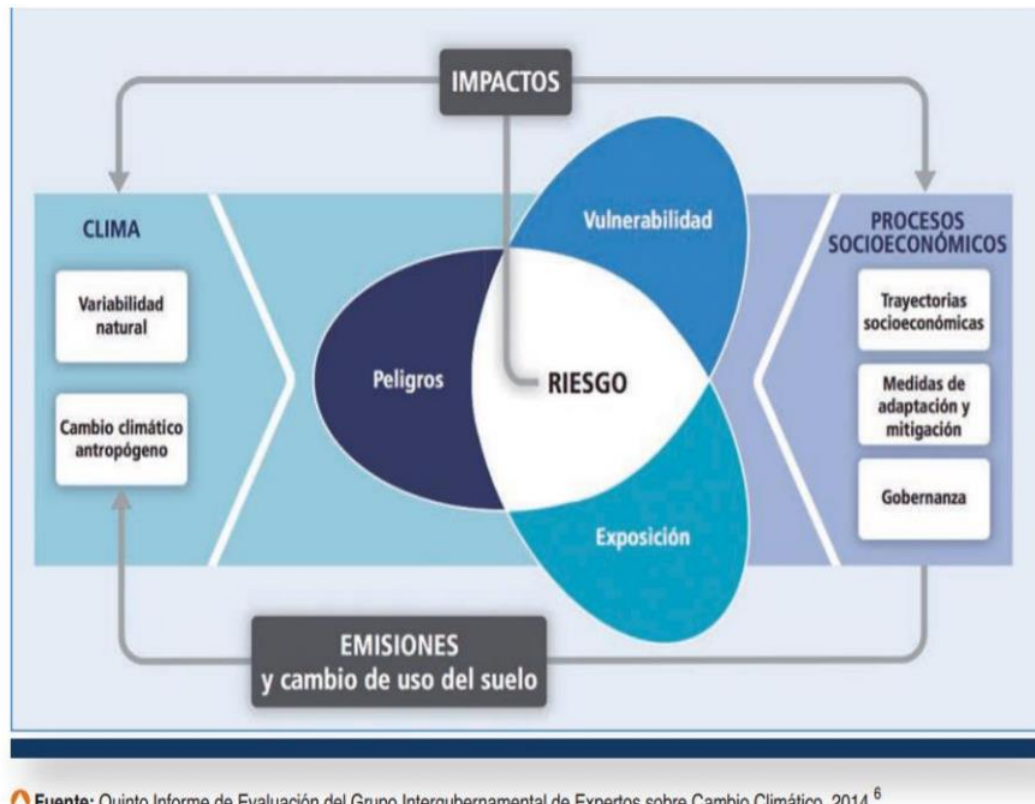 IMPACTOS
CLIMA
Variabilidad
natural
Cambio climático
antropógeno
Vulnerabilidad
Peligros
RIESGO
Exposición
PROCESOS
SOCIOECONÓMICOS
Trayectorias
socioeconómicas
Medidas de
adaptación y
mitigación
Gobernanza
EMISIONES
y cambio de uso del suelo
Fuente: Quinto Informe de Evaluación del Grupo Intergubernamental de Expertos sobre Cambio Climático, 2014.6